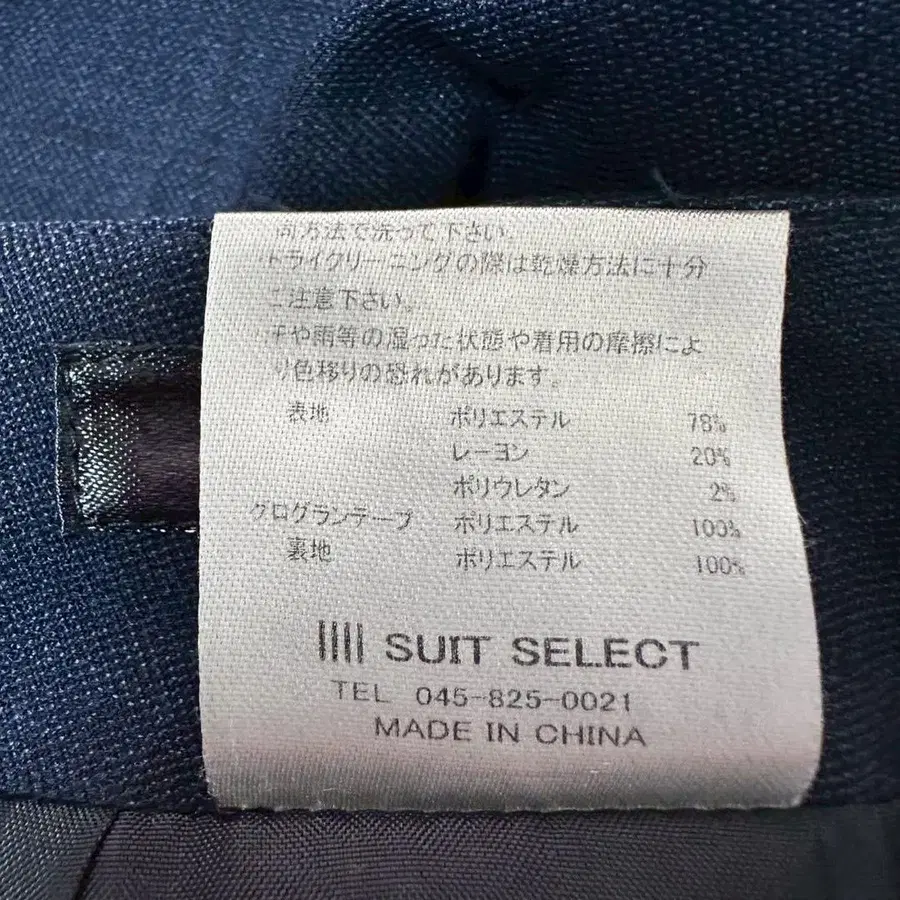 同方法で洗って下さい.
ドライクリーニングの際は乾燥方法に十分
ご注意下さい。
汗や雨等の湿った状態や着用の摩擦によ
り色移りの恐れがあります。
表地 ポリエステル 78%
レーヨン 20%
ポリウレタン 2%
グログランテープ ポリエステル 100%
裏地 ポリエステル 100%
SUIT SELECT
TEL 045-825-0021
MADE IN CHINA